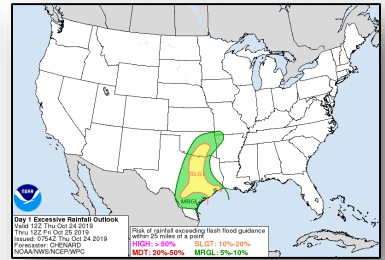 SLGT
MRGL
NOAA
Day 1 Excessive Rainfall Outlook
Valid 12Z Thu Oct 24 2019
Thru 12Z Fri Oct 25 2019
Issued: 0754Z Thu Oct 24 2019
Forecaster: CHENARD
NOAA/NWS/NCEP/WPC
Risk of rainfall exceeding flash flood guidance
within 25 miles of a point
HIGH: > 50% SLGT: 10%-20%
MDT: 20%-50% MRGL: 5%-10%